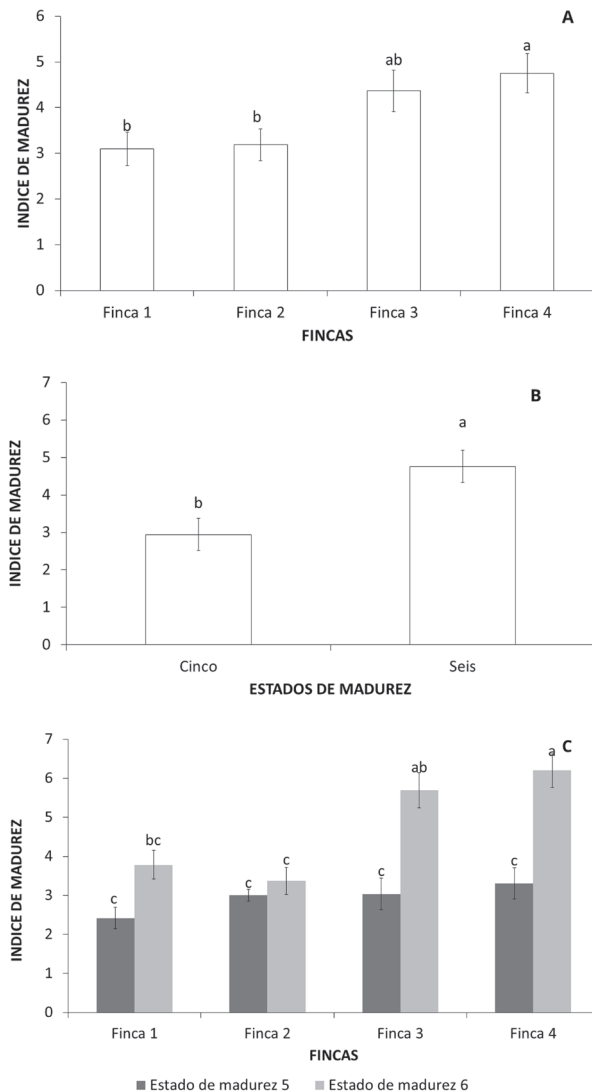 A
INDICE DE MADUREZ
6
5
4
3
2
1
0
b
b
ab
a
Finca 1 Finca 2 Finca 3 Finca 4
FINCAS
B
INDICE DE MADUREZ
7
6
5
4
3
2
1
0
b
a
Cinco Seis
ESTADOS DE MADUREZ
C
INDICE DE MADUREZ
7
6
5
4
3
2
1
0
c
bc
c
c
c
ab
c
a
Finca 1 Finca 2 Finca 3 Finca 4
FINCAS
Estado de madurez 5 Estado de madurez 6